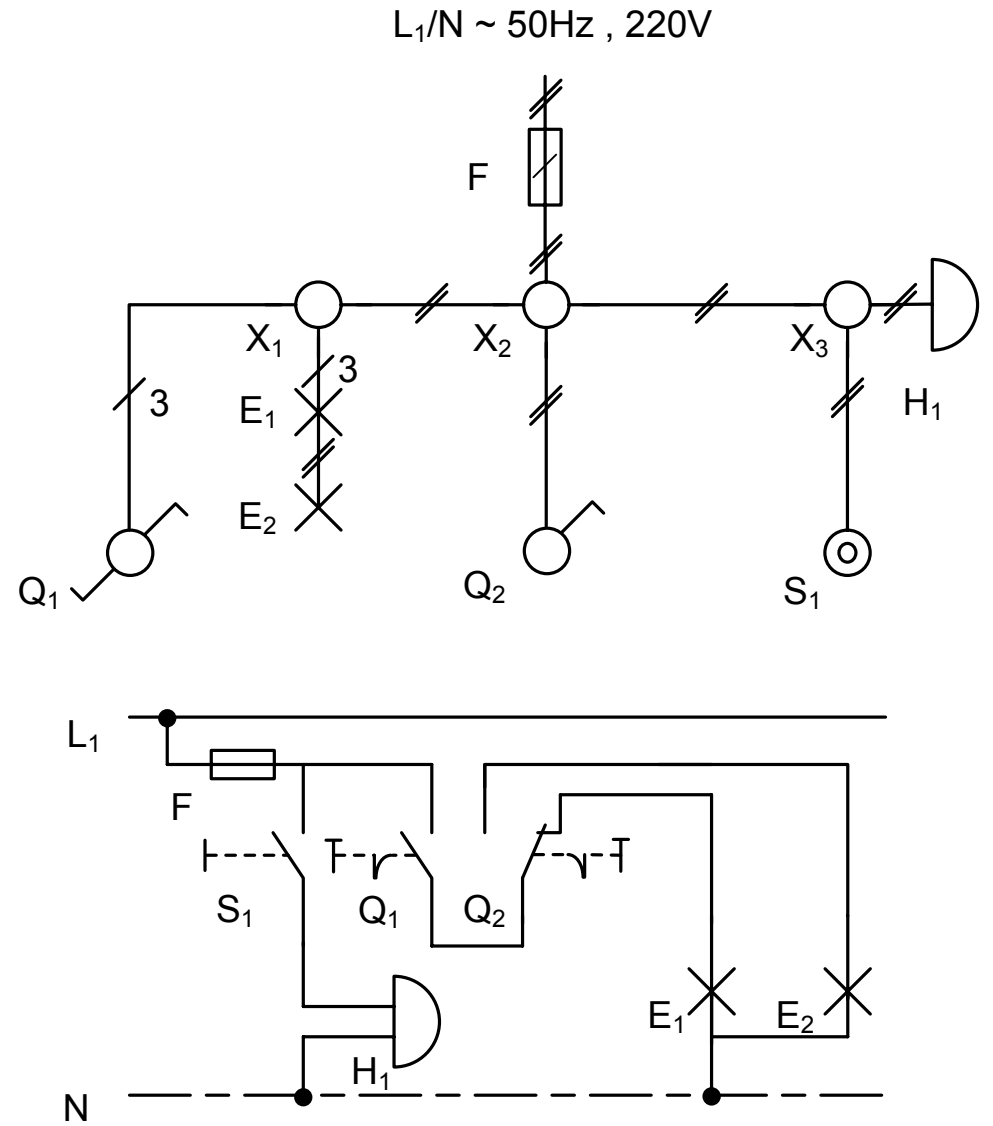 L₁/N ~ 50Hz , 220V
F
X₁
X₂
X₃
3
3
E₁
H₁
E₂
Q₁
Q₂
S₁
L₁
F
S₁
Q₁
Q₂
E₁
E₂
H₁
N